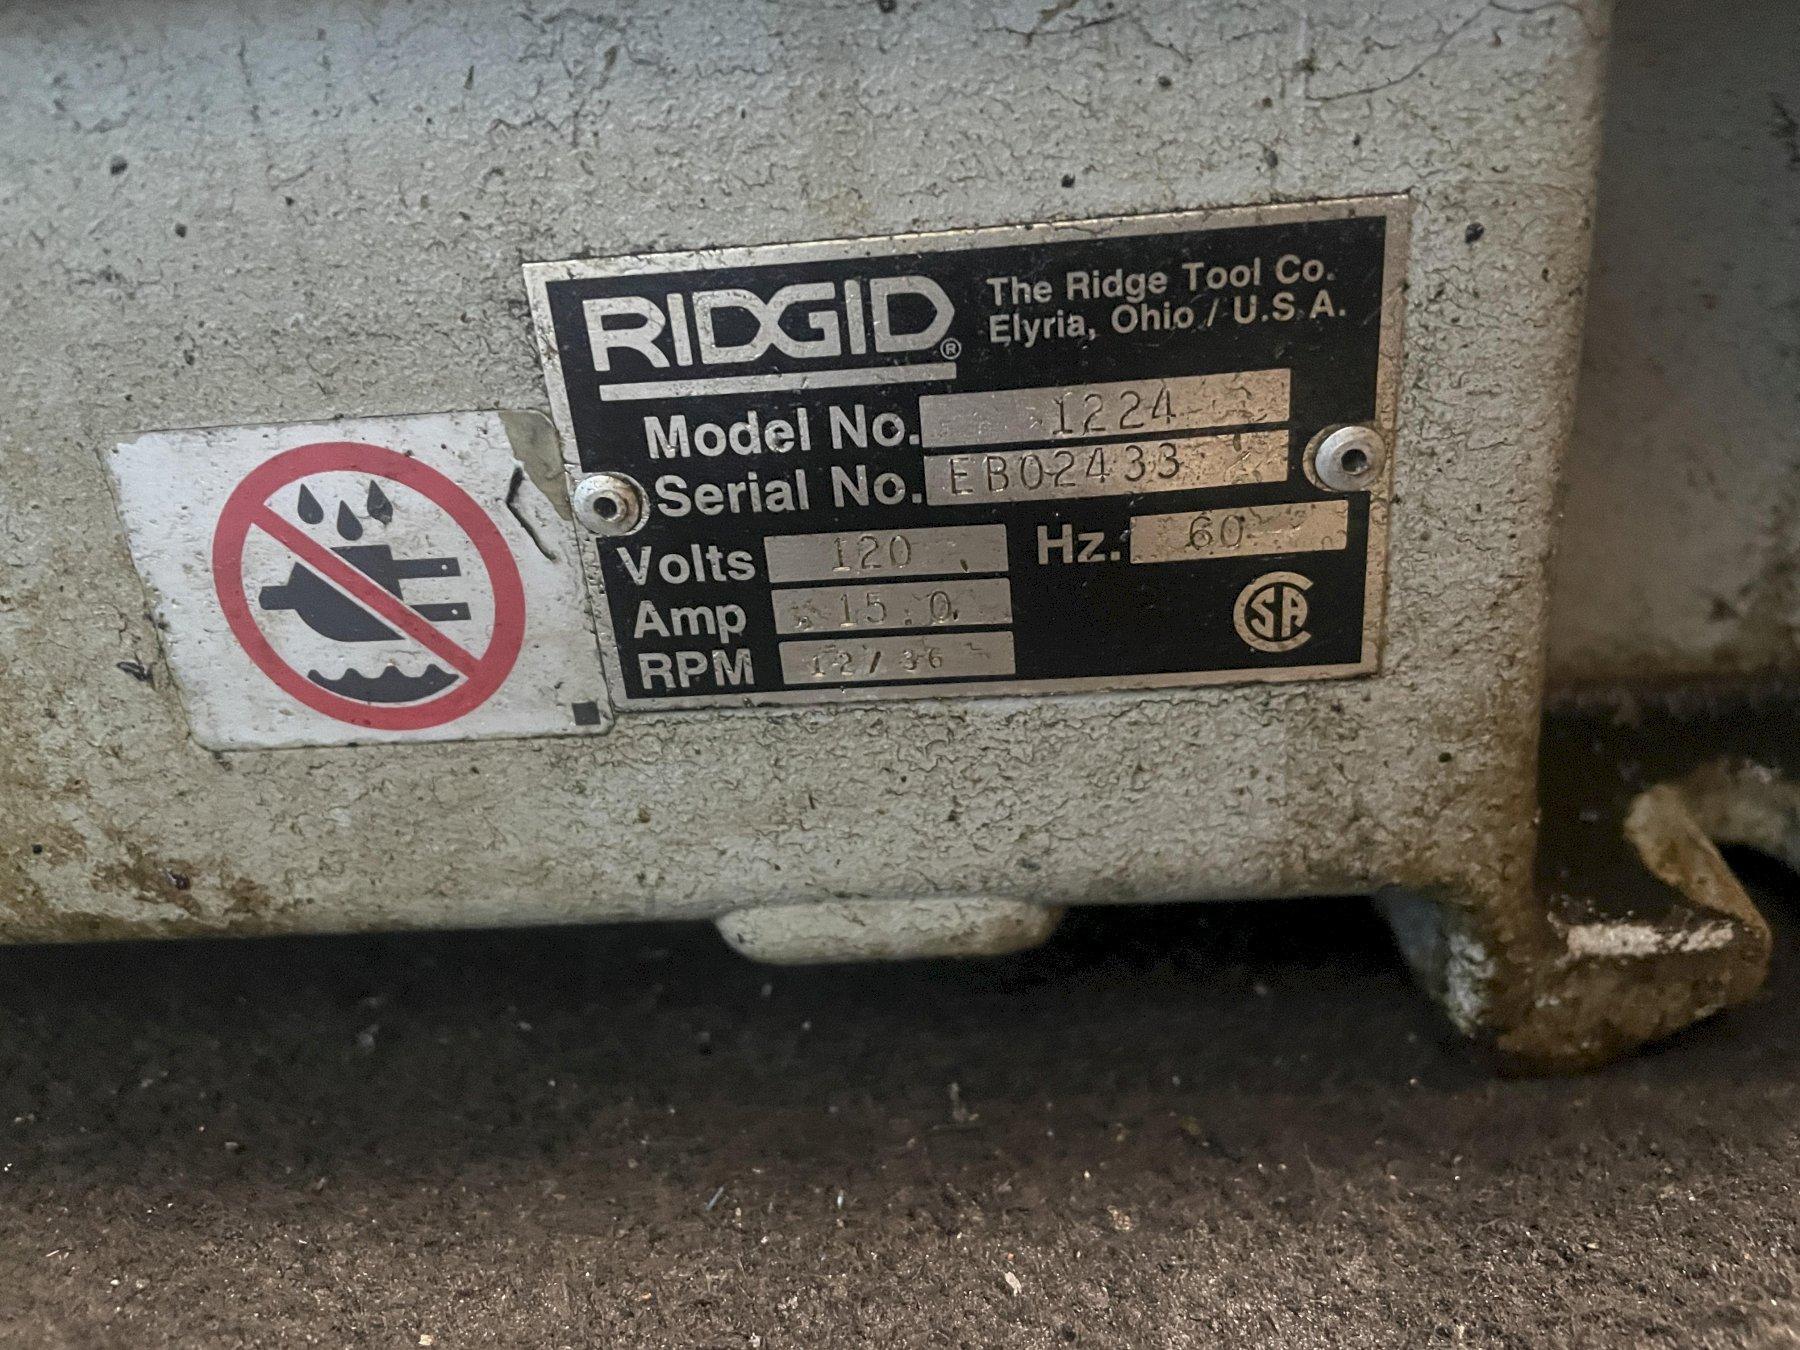 RIDGID®
The Ridge Tool Co.
Elyria, Ohio / U.S.A.
Model No. 1224
Serial No. EB02433
Volts 120 Hz. 60
Amp 15.0
RPM 12/36
CSA